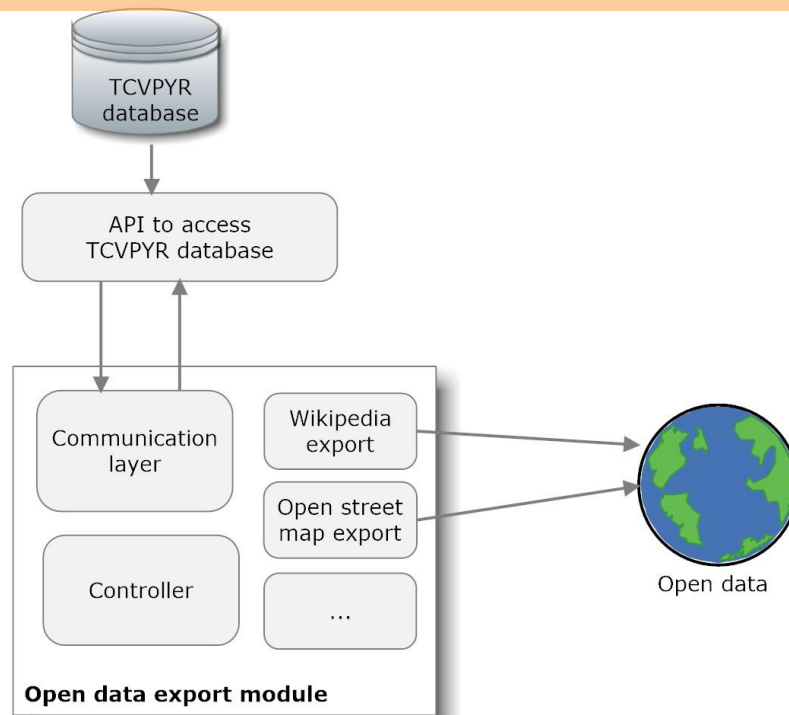 TCVPYR
database
API to access
TCVPYR database
Communication
layer
Wikipedia
export
Open street
map export
Controller
...
Open data export module
Open data